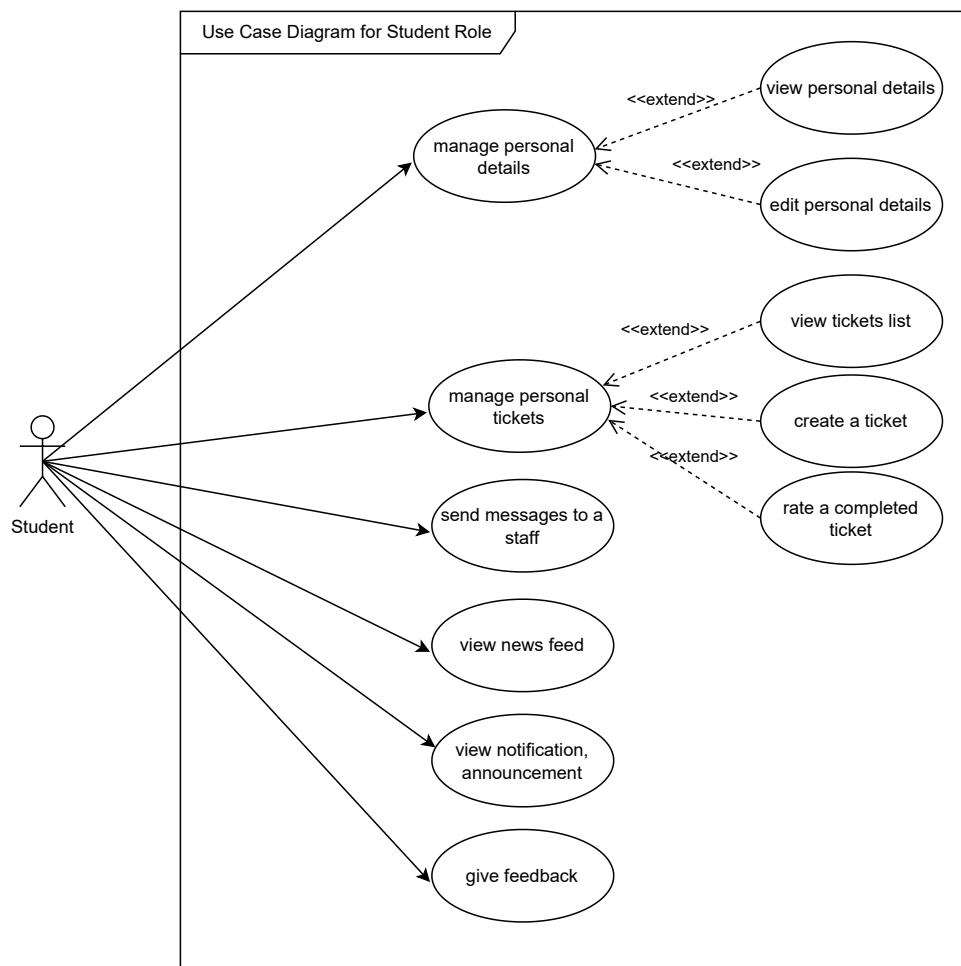 Use Case Diagram for Student Role
view personal details
<<extend>>
manage personal
details
<<extend>>
edit personal details
view tickets list
<<extend>>
manage personal
tickets
<<extend>>
create a ticket
<<extend>>
rate a completed
ticket
Student
send messages to a
staff
view news feed
view notification,
announcement
give feedback